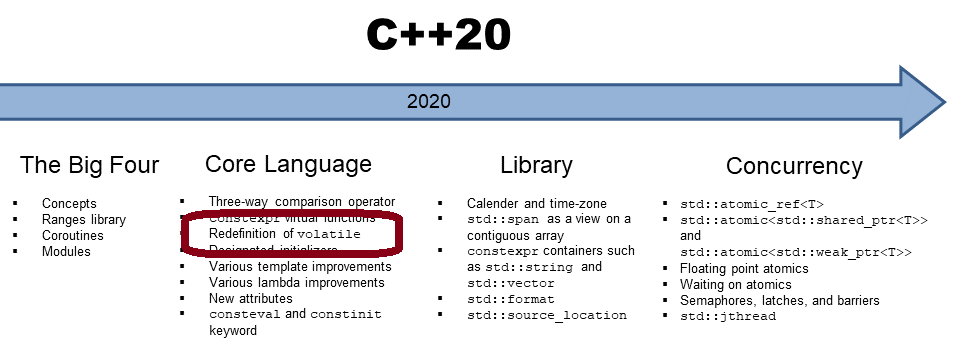 C++20
2020
The Big Four
Concepts
Ranges library
Coroutines
Modules
Core Language
Three-way comparison operator
constexpr virtual functions
Redefinition of volatile
Designated initializers
Various template improvements
Various lambda improvements
New attributes
consteval and constinit
keyword
Library
Calender and time-zone
std::span as a view on a
contiguous array
constexpr containers such
as std::string and
std::vector
std::format
std::source_location
Concurrency
std::atomic_ref<T>
std::atomic<std::shared_ptr<T>>
and
std::atomic<std::weak_ptr<T>>
Floating point atomics
Waiting on atomics
Semaphores, latches, and barriers
std::jthread